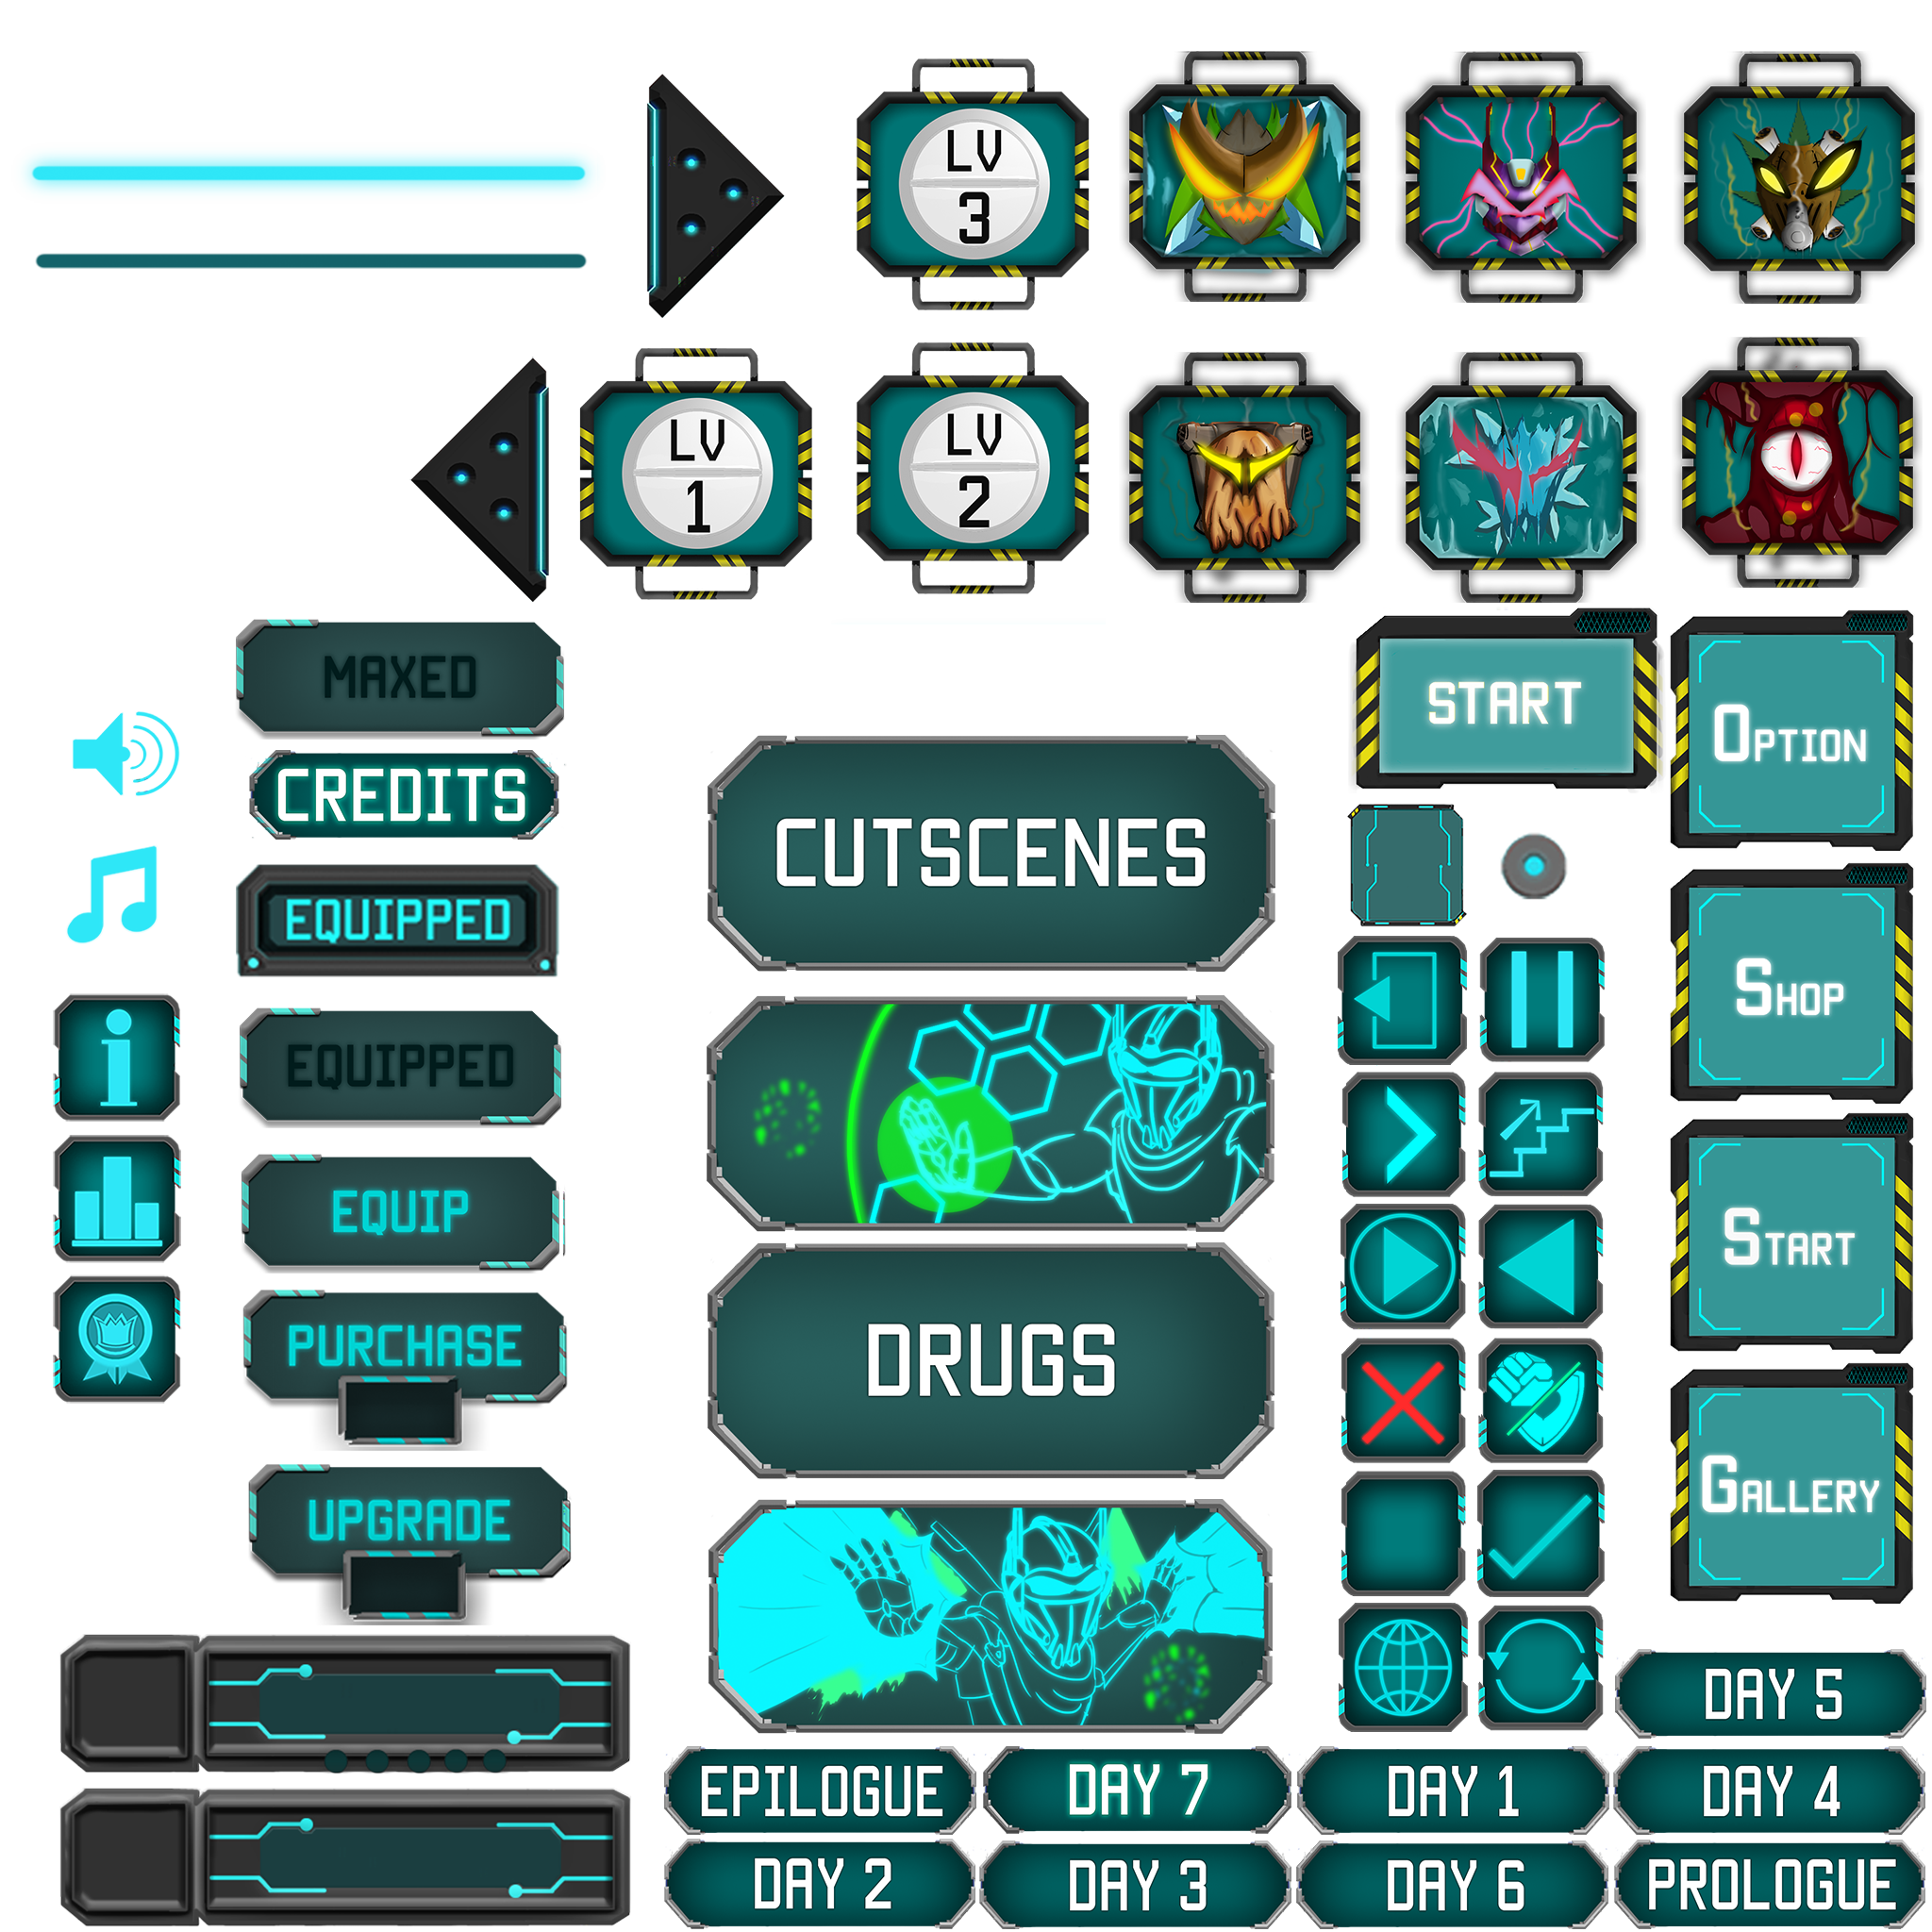 LV
3
LV
1
LV
2
MAXED
CREDITS
EQUIPPED
EQUIPPED
EQUIP
PURCHASE
UPGRADE
CUTSCENES
DRUGS
START
OPTION
SHOP
START
GALLERY
DAY 5
EPILOGUE
DAY 7
DAY 1
DAY 4
DAY 2
DAY 3
DAY 6
PROLOGUE